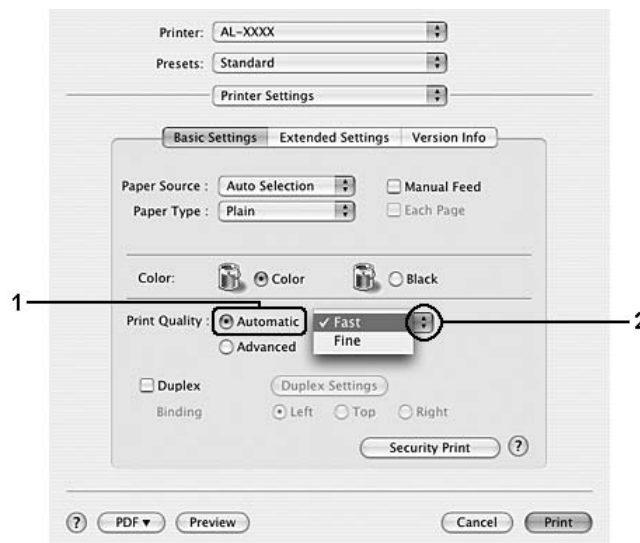 Printer: AL-XXXX
Presets: Standard
Printer Settings
Basic Settings Extended Settings Version Info
Paper Source : Auto Selection Manual Feed
Paper Type : Plain Each Page
Color: Color Black
1
Print Quality : Automatic ✓ Fast 2
Advanced Fine
Duplex Duplex Settings
Binding Left Top Right
Security Print ?
? PDF ▼ Preview Cancel Print